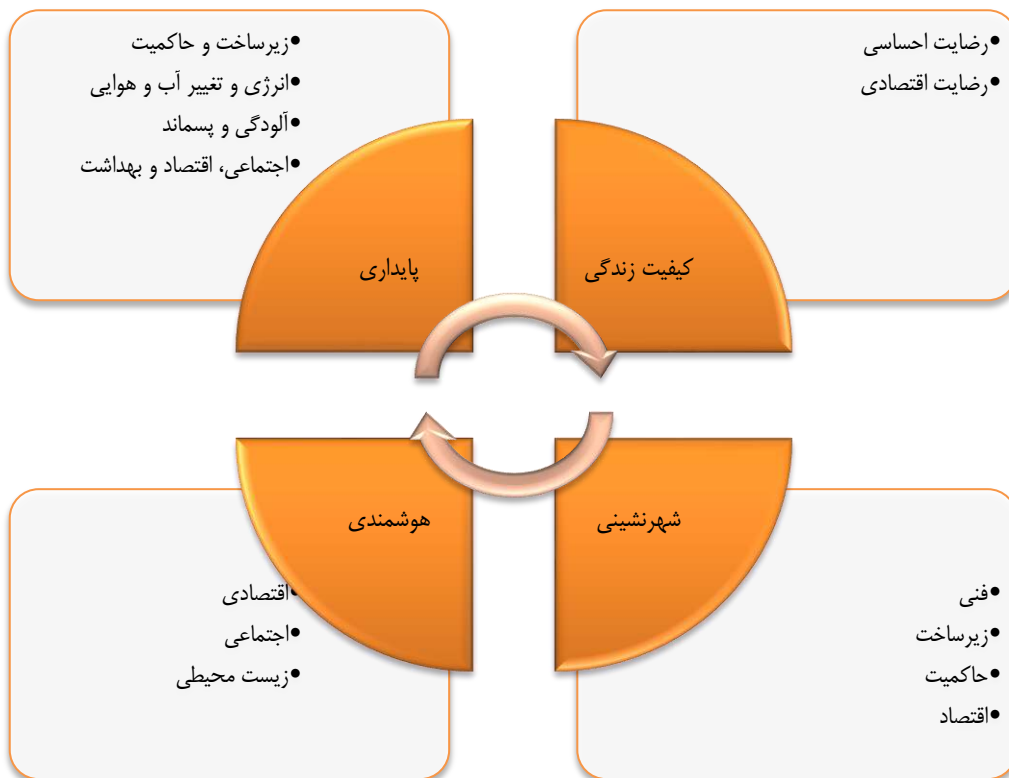 •رضایت احساسی
•رضایت اقتصادی
کیفیت زندگی
•زیرساخت و حاکمیت
•انرژی و تغییر آب و هوایی
•آلودگی و پسماند
•اجتماعی، اقتصاد و بهداشت
پایداری
شهرنشینی
•فنی
•زیرساخت
•حاکمیت
•اقتصاد
هوشمندی
•اقتصادی
•اجتماعی
•زیست محیطی